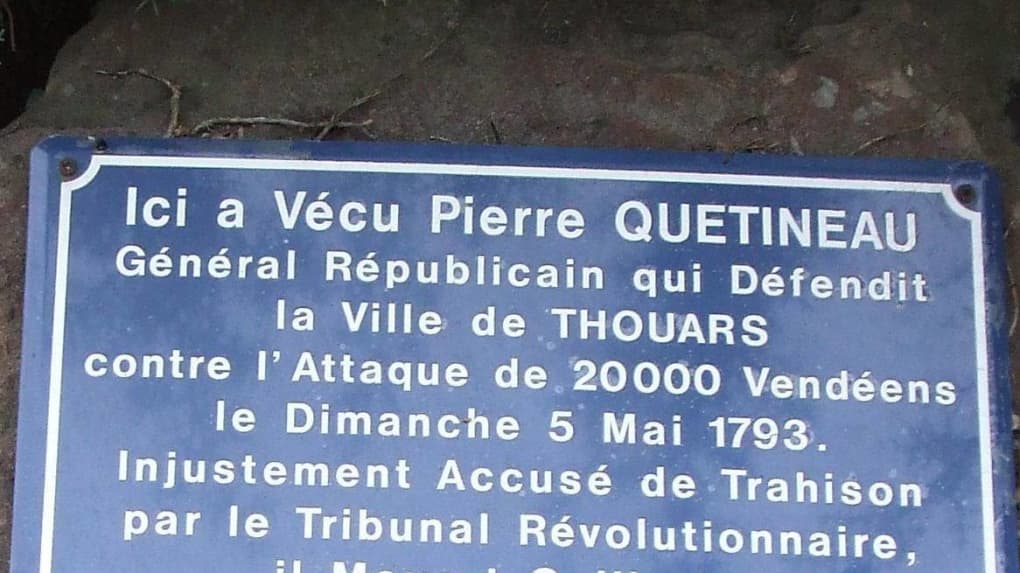 Ici a Vécu Pierre QUETINEAU
Général Républicain qui Défendit
la Ville de THOUARS
contre l'Attaque de 20000 Vendéens
le Dimanche 5 Mai 1793.
Injustement Accusé de Trahison
par le Tribunal Révolutionnaire,
il